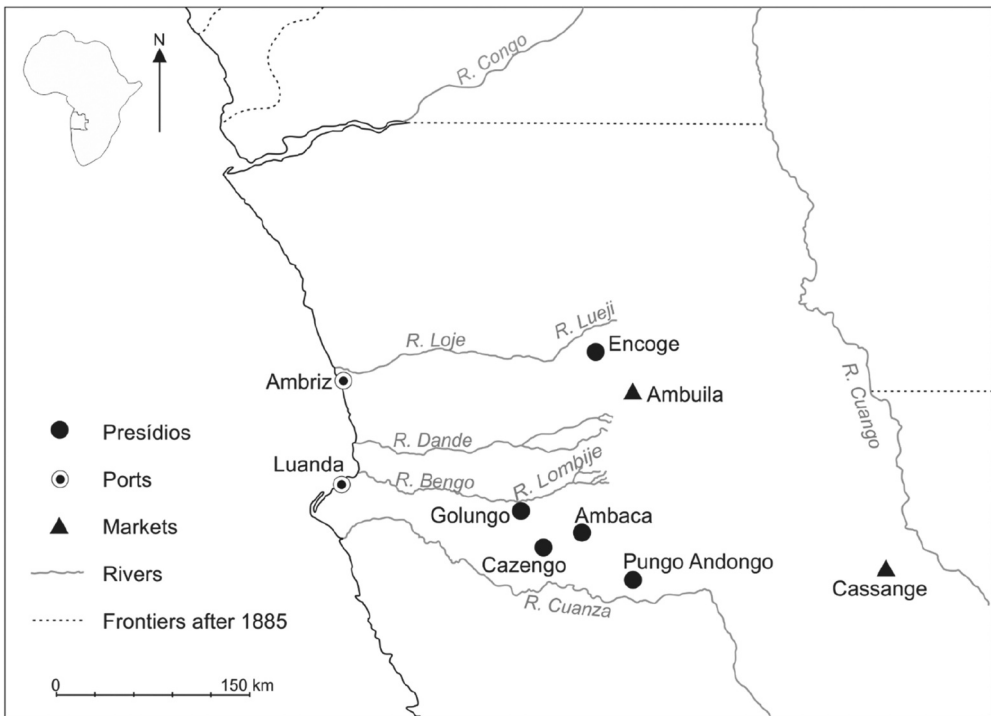 N
R. Congo
R. Lueji
R. Loje
Encoge
Ambriz
Ambuila
R. Cuango
Presídios
R. Dande
Luanda
Ports
R. Bengo
R. Lombije
Golungo
Ambaca
Markets
Cazengo
Pungo Andongo
Rivers
Cassange
R. Cuanza
Frontiers after 1885
0 150 km